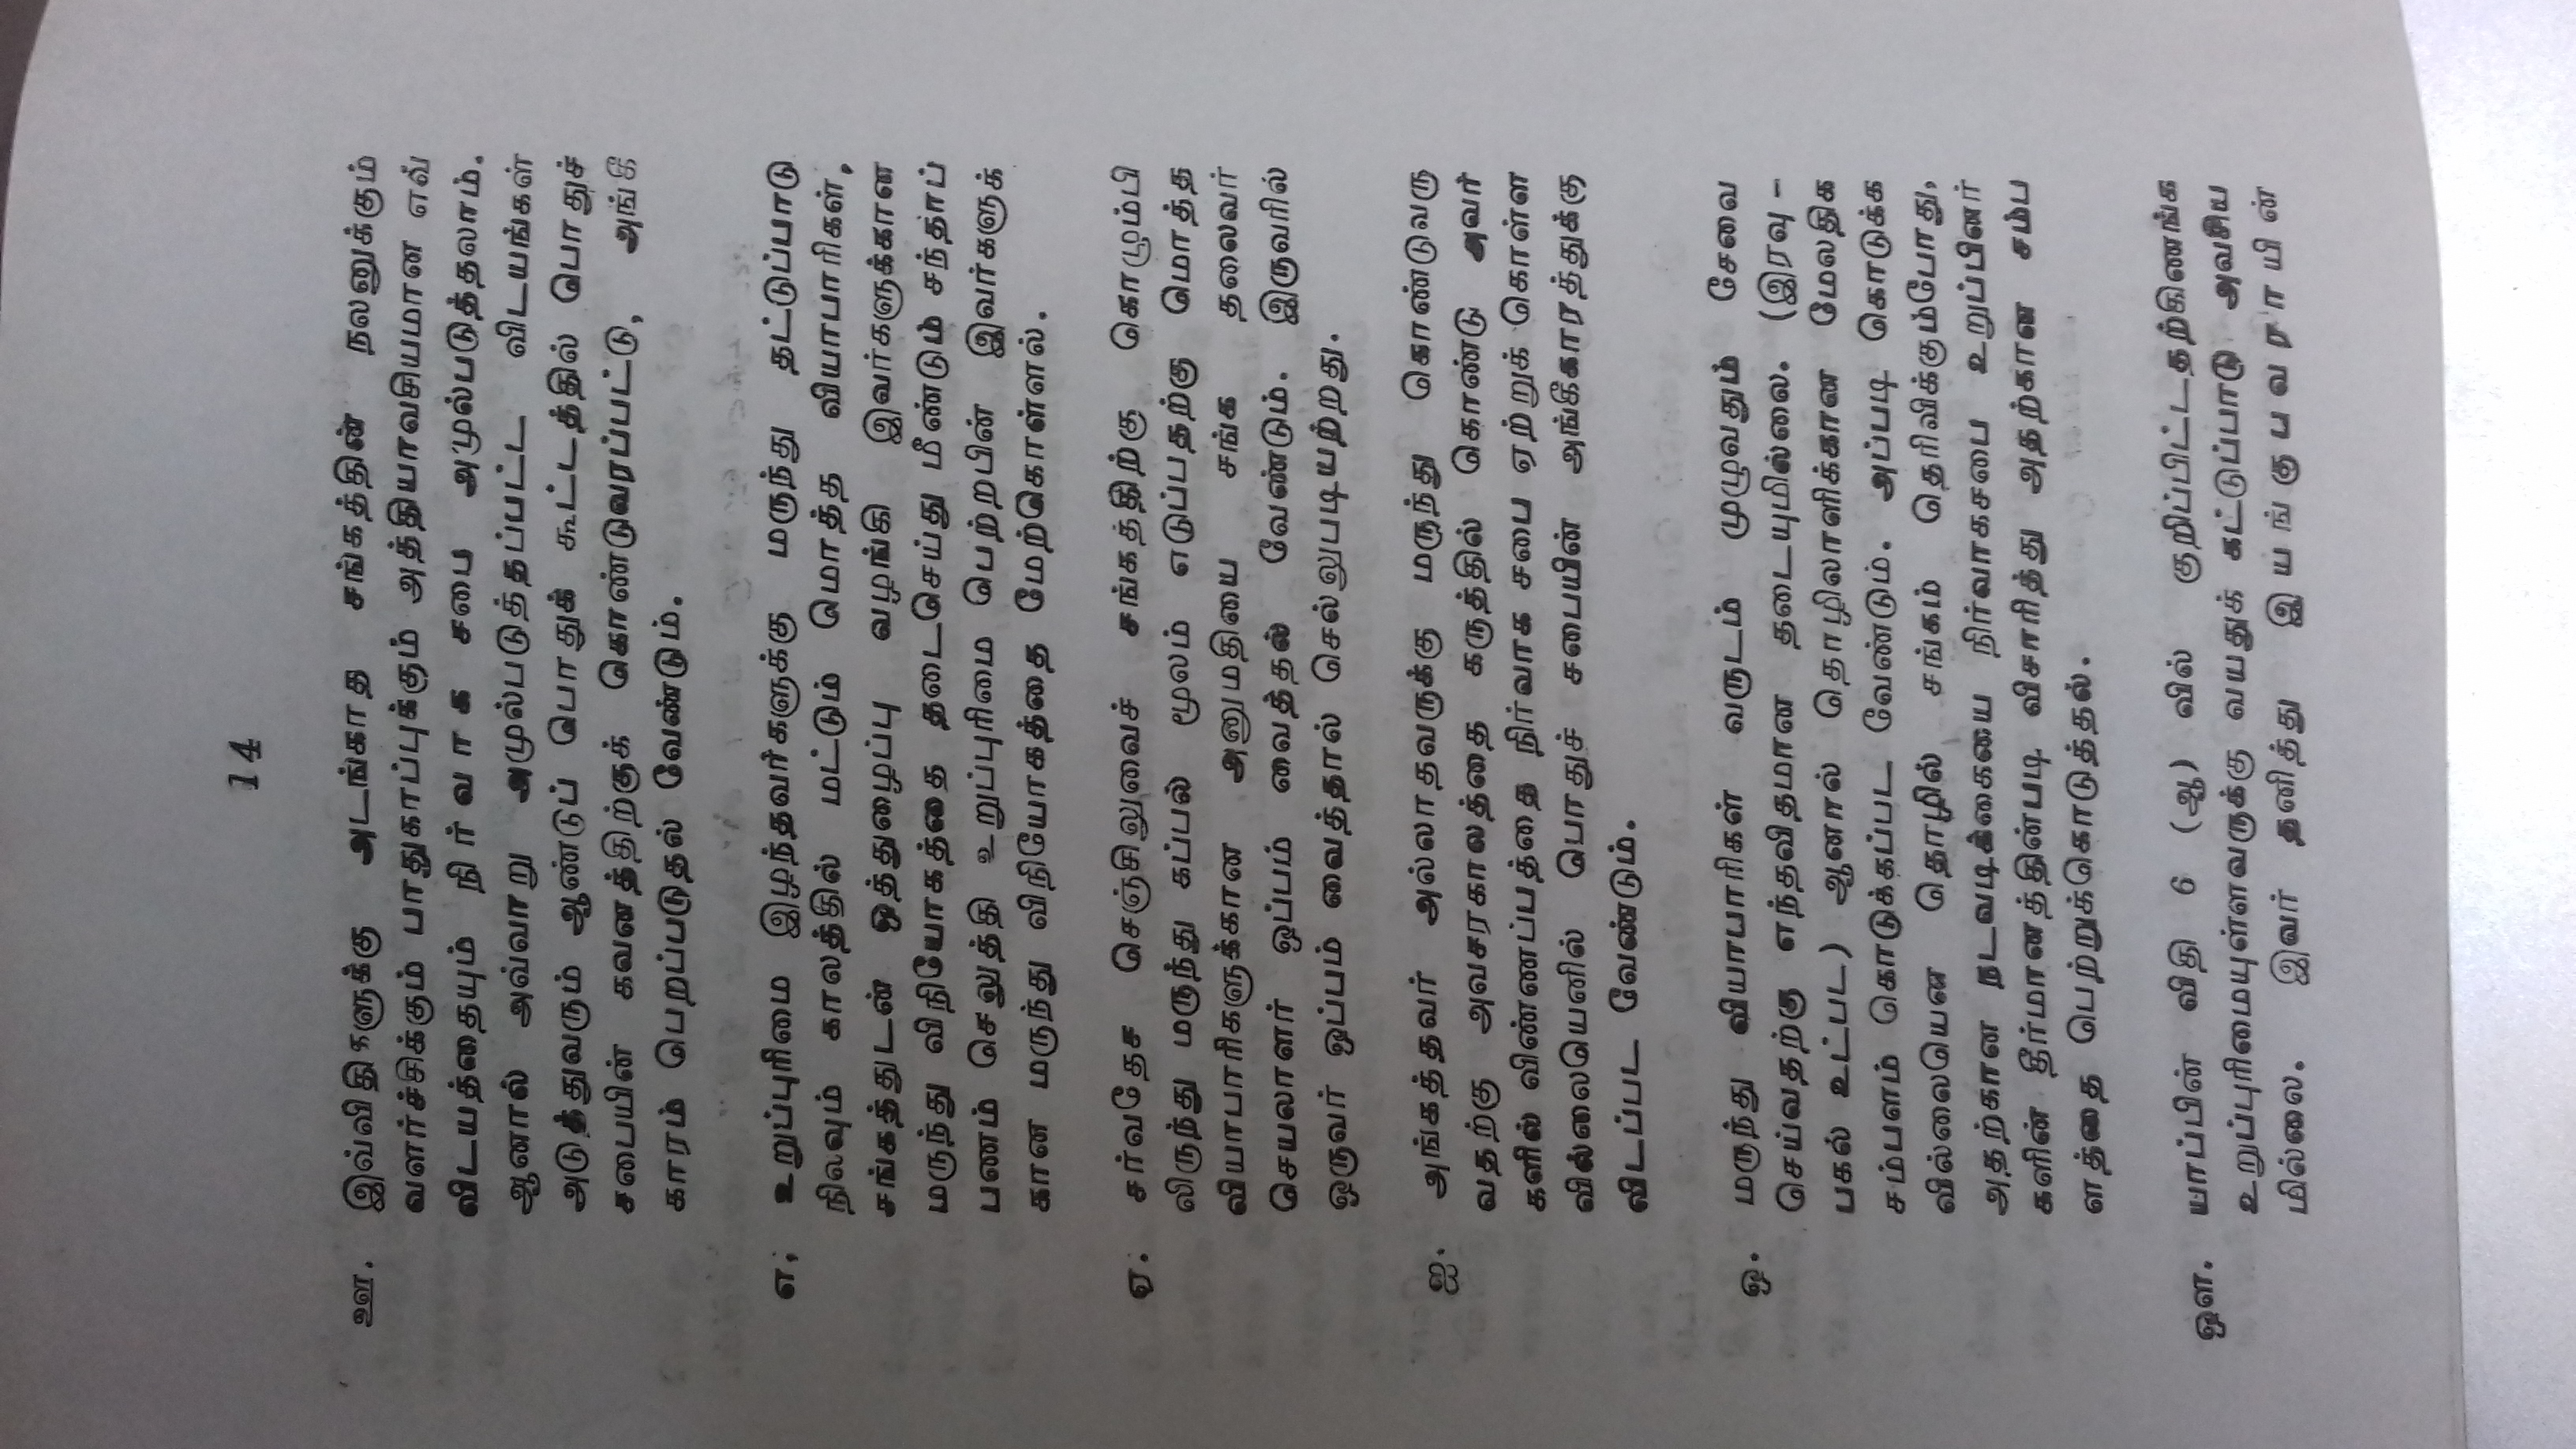 14
ஊ. இவ்விதிகளுக்கு அடங்காத சங்கத்தின் நலனுக்கும்
வளர்ச்சிக்கும் பாதுகாப்புக்கும் அத்தியாவசியமான எவ்
விடயத்தையும் நிர்வாக சபை அமுல்படுத்தலாம்.
ஆனால் அவ்வாறு அமுல்படுத்தப்பட்ட விடயங்கள்
அடுத்துவரும் ஆண்டுப் பொதுக் கூட்டத்தில் பொதுச்
சபையின் கவனத்திற்குக் கொண்டுவரப்பட்டு, அங்கீ
காரம் பெறப்படுதல் வேண்டும்.
எ; உறுப்புரிமை இழந்தவர்களுக்கு மருந்து தட்டுப்பாடு
நிலவும் காலத்தில் மட்டும் மொத்த வியாபாரிகள்,
சங்கத்துடன் ஒத்துழைப்பு வழங்கி இவர்களுக்கான
மருந்து விநியோகத்தை தடைசெய்து மீண்டும் சந்தாப்
பணம் செலுத்தி உறுப்புரிமை பெற்றபின் இவர்களுக்
கான மருந்து விநியோகத்தை மேற்கொள்ளல்.
ஏ. சர்வதேச செஞ்சிலுவைச் சங்கத்திற்கு கொழும்பி
லிருந்து மருந்து கப்பல் மூலம் எடுப்பதற்கு மொத்த
வியாபாரிகளுக்கான அனுமதியை சங்க தலைவர்
செயலாளர் ஒப்பம் வைத்தல் வேண்டும். இருவரில்
ஒருவர் ஒப்பம் வைத்தால் செல்லுபடியற்றது.
ஐ. அங்கத்தவர் அல்லாதவருக்கு மருந்து கொண்டுவரு
வதற்கு அவசரகாலத்தை கருத்தில் கொண்டு அவர்
களில் விண்ணப்பத்தை நிர்வாக சபை ஏற்றுக் கொள்ள
வில்லையெனில் பொதுச் சபையின் அங்கீகாரத்துக்கு
விடப்பட வேண்டும்.
ஒ. மருந்து வியாபாரிகள் வருடம் முழுவதும் சேவை
செய்வதற்கு எந்தவிதமான தடையுமில்லை. (இரவு -
பகல் உட்பட) ஆனால் தொழிலாளிக்கான மேலதிக
சம்பளம் கொடுக்கப்பட வேண்டும். அப்படி கொடுக்க
வில்லையென தொழில் சங்கம் தெரிவிக்கும்போது,
அதற்கான நடவடிக்கையை நிர்வாகசபை உறுப்பினர்
களின் தீர்மானத்தின்படி விசாரித்து அதற்கான சம்ப
ளத்தை பெற்றுக்கொடுத்தல்.
ஒள. யாப்பின் விதி 6 (ஆ) வில் குறிப்பிட்டதற்கிணங்க
உறுப்புரிமையுள்ளவருக்கு வயதுக் கட்டுப்பாடு அவசிய
மில்லை. இவர் தனித்து இயங்குபவராயின்